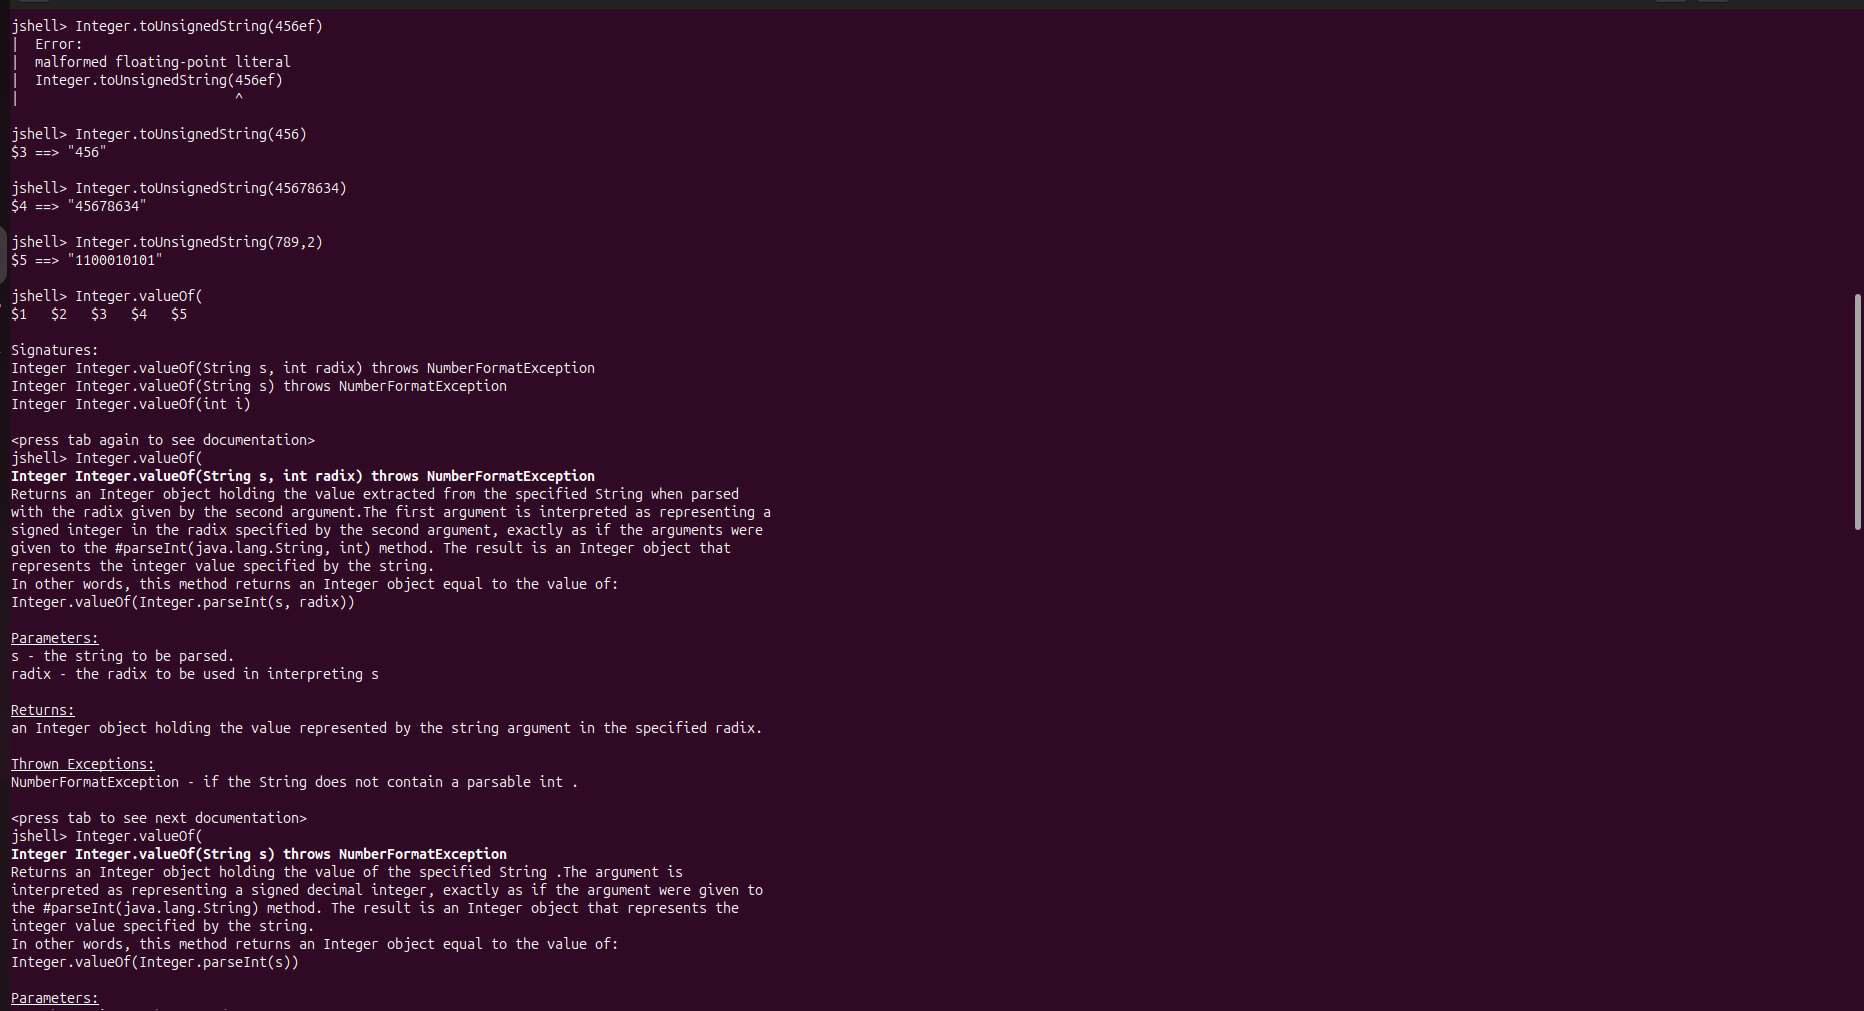 jshell> Integer.toUnsignedString(456ef)
|  Error:
|  malformed floating-point literal
|  Integer.toUnsignedString(456ef)
|                           ^
jshell> Integer.toUnsignedString(456)
$3 ==> "456"
jshell> Integer.toUnsignedString(45678634)
$4 ==> "45678634"
jshell> Integer.toUnsignedString(789,2)
$5 ==> "1100010101"
jshell> Integer.valueOf(
$1   $2   $3   $4   $5
Signatures:
Integer Integer.valueOf(String s, int radix) throws NumberFormatException
Integer Integer.valueOf(String s) throws NumberFormatException
Integer Integer.valueOf(int i)
<press tab again to see documentation>
jshell> Integer.valueOf(
Integer Integer.valueOf(String s, int radix) throws NumberFormatException
Returns an Integer object holding the value extracted from the specified String when parsed
with the radix given by the second argument.The first argument is interpreted as representing a
signed integer in the radix specified by the second argument, exactly as if the arguments were
given to the #parseInt(java.lang.String, int) method. The result is an Integer object that
represents the integer value specified by the string.
In other words, this method returns an Integer object equal to the value of:
Integer.valueOf(Integer.parseInt(s, radix))
Parameters:
s - the string to be parsed.
radix - the radix to be used in interpreting s
Returns:
an Integer object holding the value represented by the string argument in the specified radix.
Thrown Exceptions:
NumberFormatException - if the String does not contain a parsable int .
<press tab to see next documentation>
jshell> Integer.valueOf(
Integer Integer.valueOf(String s) throws NumberFormatException
Returns an Integer object holding the value of the specified String .The argument is
interpreted as representing a signed decimal integer, exactly as if the argument were given to
the #parseInt(java.lang.String) method. The result is an Integer object that represents the
integer value specified by the string.
In other words, this method returns an Integer object equal to the value of:
Integer.valueOf(Integer.parseInt(s))
Parameters: